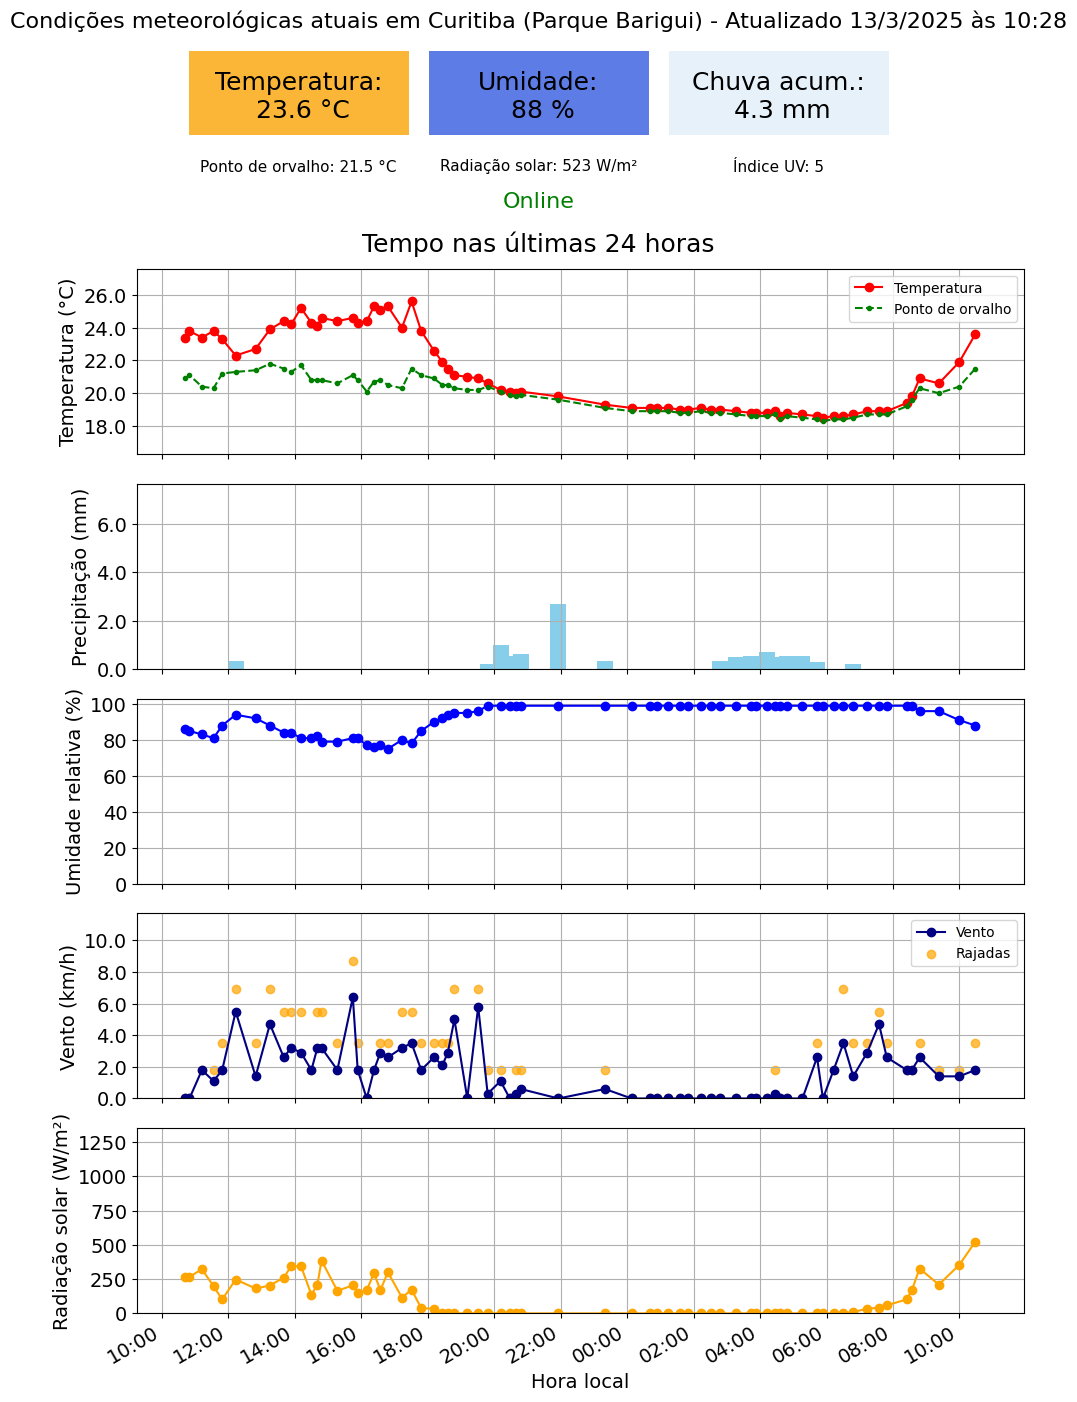 Condições meteorológicas atuais em Curitiba (Parque Barigui) - Atualizado 13/3/2025 às 10:28
Temperatura:
23.6 °C
Umidade:
88 %
Chuva acum.:
4.3 mm
Ponto de orvalho: 21.5 °C
Radiação solar: 523 W/m²
Índice UV: 5
Online
Tempo nas últimas 24 horas
Temperatura (°C)
26.0
24.0
22.0
20.0
18.0
Temperatura
Ponto de orvalho
Precipitação (mm)
6.0
4.0
2.0
0.0
Umidade relativa (%)
100
80
60
40
20
0
Vento (km/h)
10.0
8.0
6.0
4.0
2.0
0.0
Vento
Rajadas
Radiação solar (W/m²)
1250
1000
750
500
250
0
10:00
12:00
14:00
16:00
18:00
20:00
22:00
00:00
02:00
04:00
06:00
08:00
10:00
Hora local